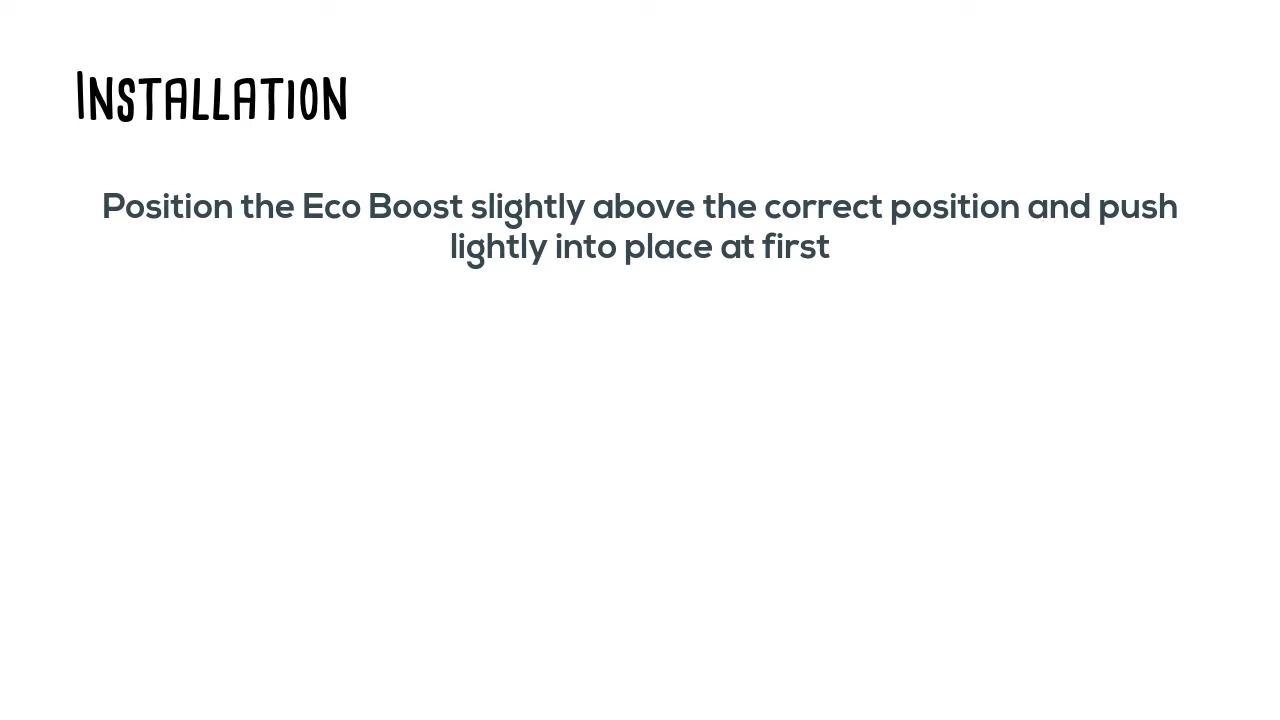 Installation
Position the Eco Boost slightly above the correct position and push
lightly into place at first